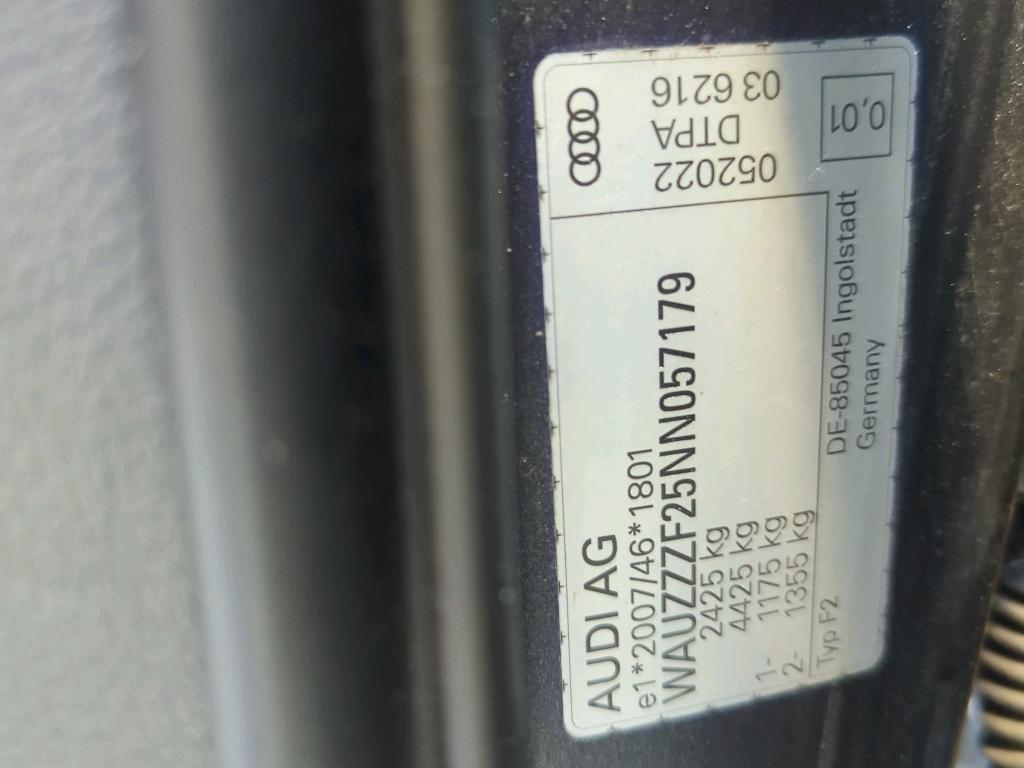 AUDI AG
e1*2007/46*1801
WAUZZZF25NN057179
2425 kg
4425 kg
1- 1175 kg
2- 1355 kg
Typ F2
DE-85045 Ingolstadt
Germany
052022
DTPA
03 6216
0,01